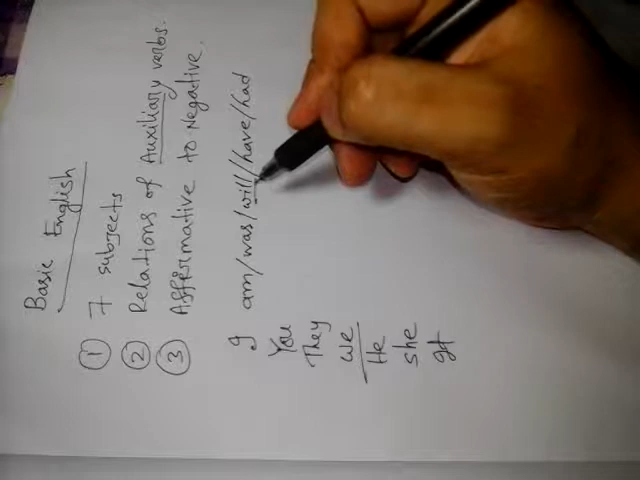 Basic English
① 7 subjects
② Relations of Auxiliary verbs.
③ Affermative to Negative.
I am/was/will/have/had
You
They
We
He
she
It